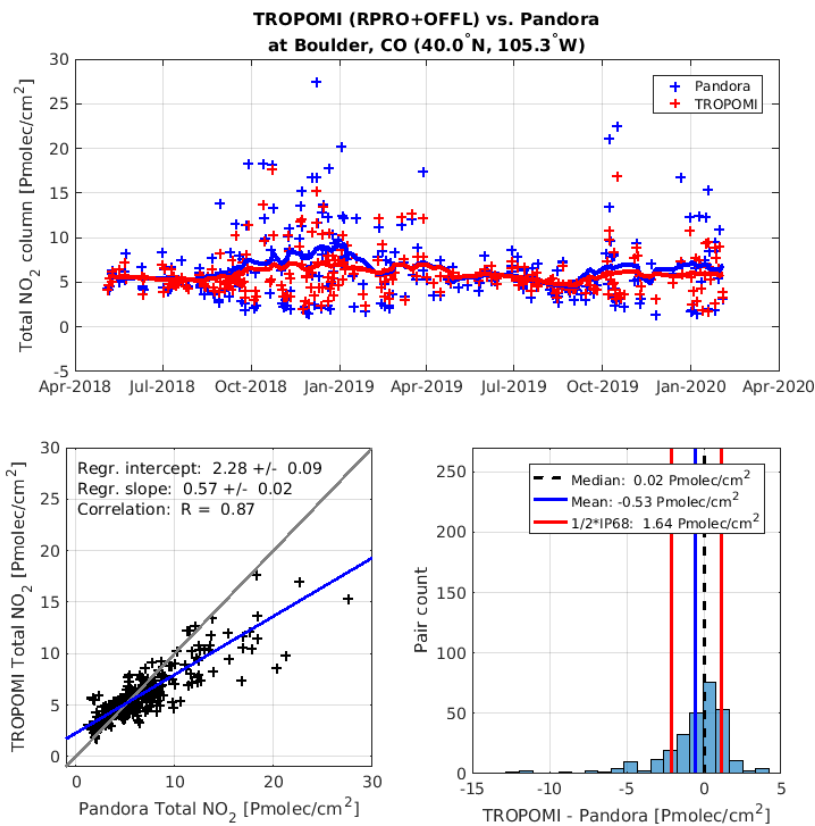 TROPOMI (RPRO+OFFL) vs. Pandora
at Boulder, CO (40.0°N, 105.3°W)
Total NO2 column [Pmolec/cm2]
30
25
20
15
10
5
0
-5
Pandora
TROPOMI
Apr-2018 Jul-2018 Oct-2018 Jan-2019 Apr-2019 Jul-2019 Oct-2019 Jan-2020 Apr-2020
TROPOMI Total NO2 [Pmolec/cm2]
30
25
20
15
10
5
0
Regr. intercept: 2.28 +/- 0.09
Regr. slope: 0.57 +/- 0.02
Correlation: R = 0.87
0 10 20 30
Pandora Total NO2 [Pmolec/cm2]
Pair count
250
200
150
100
50
0
Median: 0.02 Pmolec/cm2
Mean: -0.53 Pmolec/cm2
1/2*IP68: 1.64 Pmolec/cm2
-15 -10 -5 0 5
TROPOMI - Pandora [Pmolec/cm2]